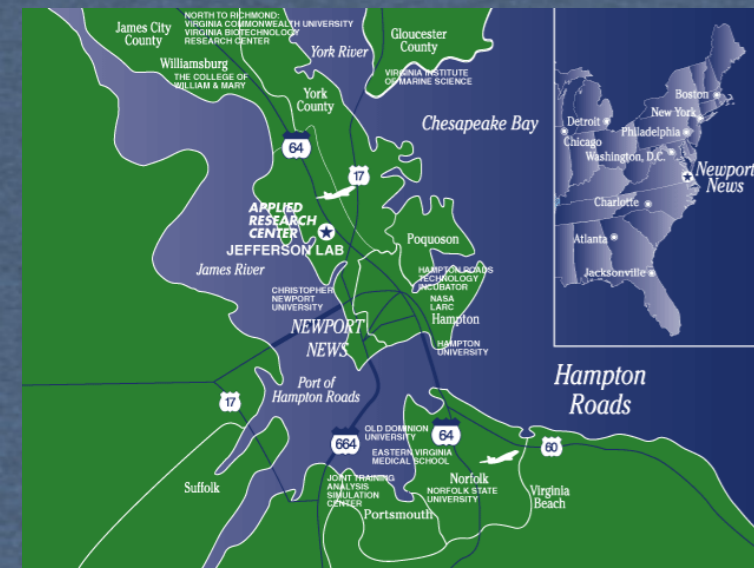 NORTH TO RICHMOND:
VIRGINIA COMMONWEALTH UNIVERSITY
VIRGINIA BIOTECHNOLOGY
RESEARCH CENTER
James City
County
Williamsburg
THE COLLEGE OF
WILLIAM & MARY
York River
Gloucester
County
VIRGINIA INSTITUTE
OF MARINE SCIENCE
York
County
Chesapeake Bay
64
17
APPLIED
RESEARCH
CENTER
JEFFERSON LAB
James River
Poquoson
HAMPTON ROADS
TECHNOLOGY
INCUBATOR
NASA
LARC
Hampton
HAMPTON
UNIVERSITY
CHRISTOPHER
NEWPORT
UNIVERSITY
NEWPORT
NEWS
Port of
Hampton Roads
Hampton
Roads
17
664
OLD DOMINION
UNIVERSITY
EASTERN VIRGINIA
MEDICAL SCHOOL
64
60
Suffolk
JOINT TRAINING
ANALYSIS
SIMULATION
CENTER
Portsmouth
Norfolk
NORFOLK STATE
UNIVERSITY
Virginia
Beach
Boston
New York
Detroit
Philadelphia
Chicago
Washington, D.C.
Newport
News
Charlotte
Atlanta
Jacksonville